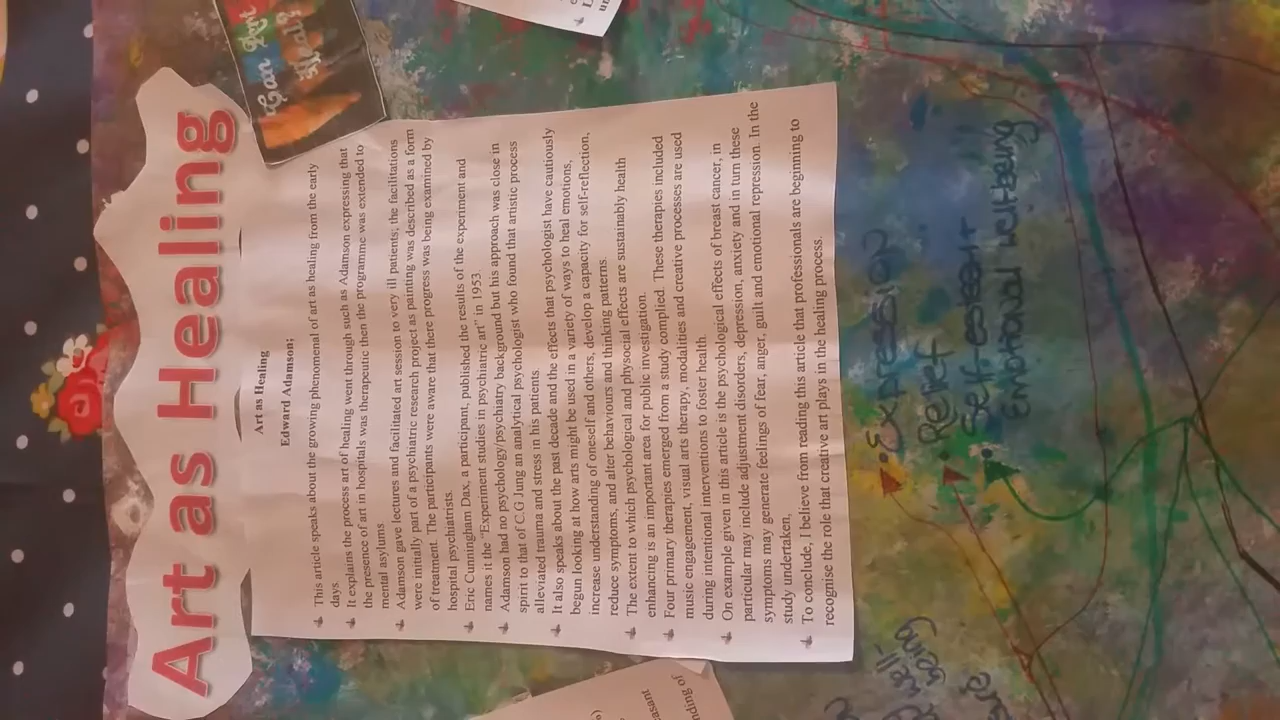 Art as Healing
Can Art
Heal?
Art as Healing
Edward Adamson;
This article speaks about the growing phenomenal of art as healing from the early
days.
It explains the process art of healing went through such as Adamson expressing that
the presence of art in hospitals was therapeutic then the programme was extended to
mental asylums
Adamson gave lectures and facilitated art session to very ill patients; the facilitations
were initially part of a psychiatric research project as painting was described as a form
of treatment. The participants were aware that there progress was being examined by
hospital psychiatrists.
Eric Cunningham Dax, a participant, published the results of the experiment and
names it the "Experiment studies in psychiatric art" in 1953.
Adamson had no psychology/psychiatry background but his approach was close in
spirit to that of C.G Jung an analytical psychologist who found that artistic process
alleviated trauma and stress in this patients.
It also speaks about the past decade and the effects that psychologist have cautiously
begun looking at how arts might be used in a variety of ways to heal emotions,
increase understanding of oneself and others, develop a capacity for self-reflection,
reduce symptoms, and alter behaviours and thinking patterns.
The extent to which psychological and physocial effects are sustainably health
enhancing is an important area for public investigation.
Four primary therapies emerged from a study complied. These therapies included
music engagement, visual arts therapy, modalities and creative processes are used
during intentional interventions to foster health.
On example given in this article is the psychological effects of breast cancer, in
particular may include adjustment disorders, depression, anxiety and in turn these
symptoms may generate feelings of fear, anger, guilt and emotional repression. In the
study undertaken,
To conclude, I believe from reading this article that professionals are beginning to
recognise the role that creative art plays in the healing process.
Expression
Relief
Self-esteem
Emotional well-being
well-
being
easant
nding of